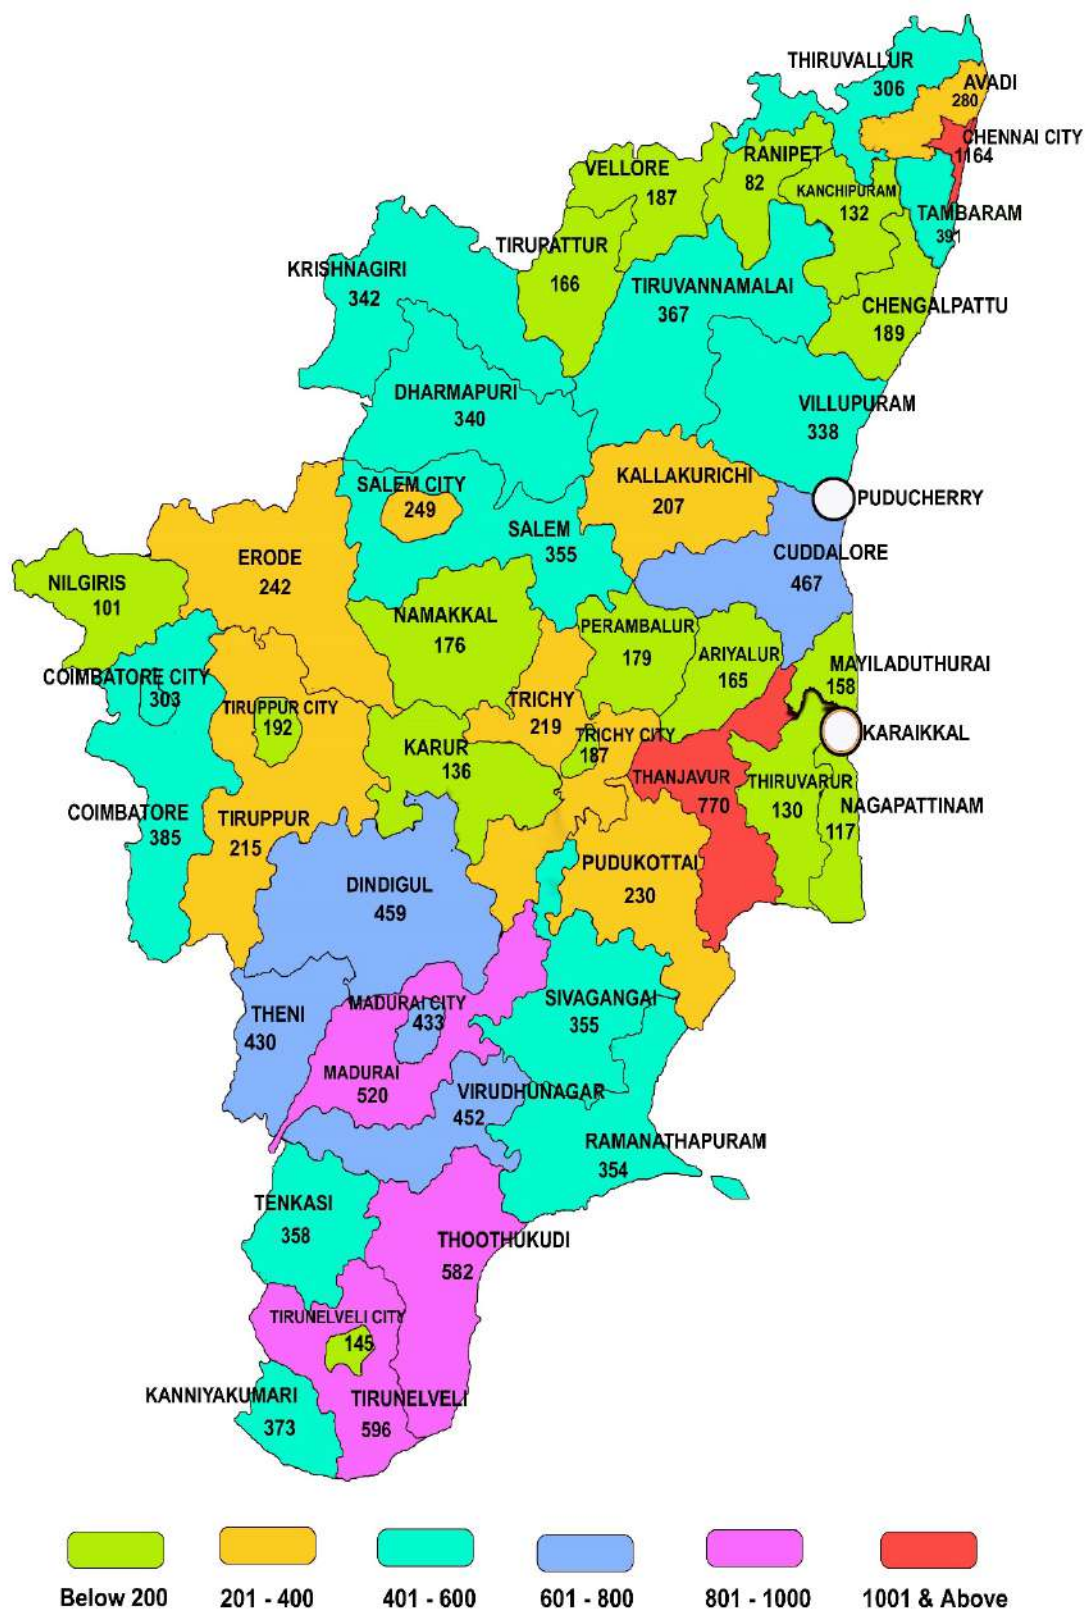 THIRUVALLUR
306
AVADI
280
CHENNAI CITY
1164
RANIPET
82
VELLORE
187
KANCHIPURAM
132
TAMBARAM
391
TIRUPATTUR
166
KRISHNAGIRI
342
TIRUVANNAMALAI
367
CHENGALPATTU
189
DHARMAPURI
340
VILLUPURAM
338
SALEM CITY
249
KALLAKURICHI
207
PUDUCHERRY
SALEM
355
CUDDALORE
467
ERODE
242
NILGIRIS
101
NAMAKKAL
176
PERAMBALUR
179
ARIYALUR
165
MAYILADUTHURAI
158
COIMBATORE CITY
303
TIRUPPUR CITY
192
TRICHY
219
TRICHY CITY
187
KARAIKKAL
KARUR
136
THANJAVUR
770
THIRUVARUR
130
NAGAPATTINAM
117
COIMBATORE
385
TIRUPPUR
215
PUDUKOTTAI
230
DINDIGUL
459
SIVAGANGAI
355
MADURAI CITY
433
THENI
430
MADURAI
520
VIRUDHUNAGAR
452
RAMANATHAPURAM
354
TENKASI
358
THOOTHUKUDI
582
TIRUNELVELI CITY
145
KANNIYAKUMARI
373
TIRUNELVELI
596
Below 200
201 - 400
401 - 600
601 - 800
801 - 1000
1001 & Above